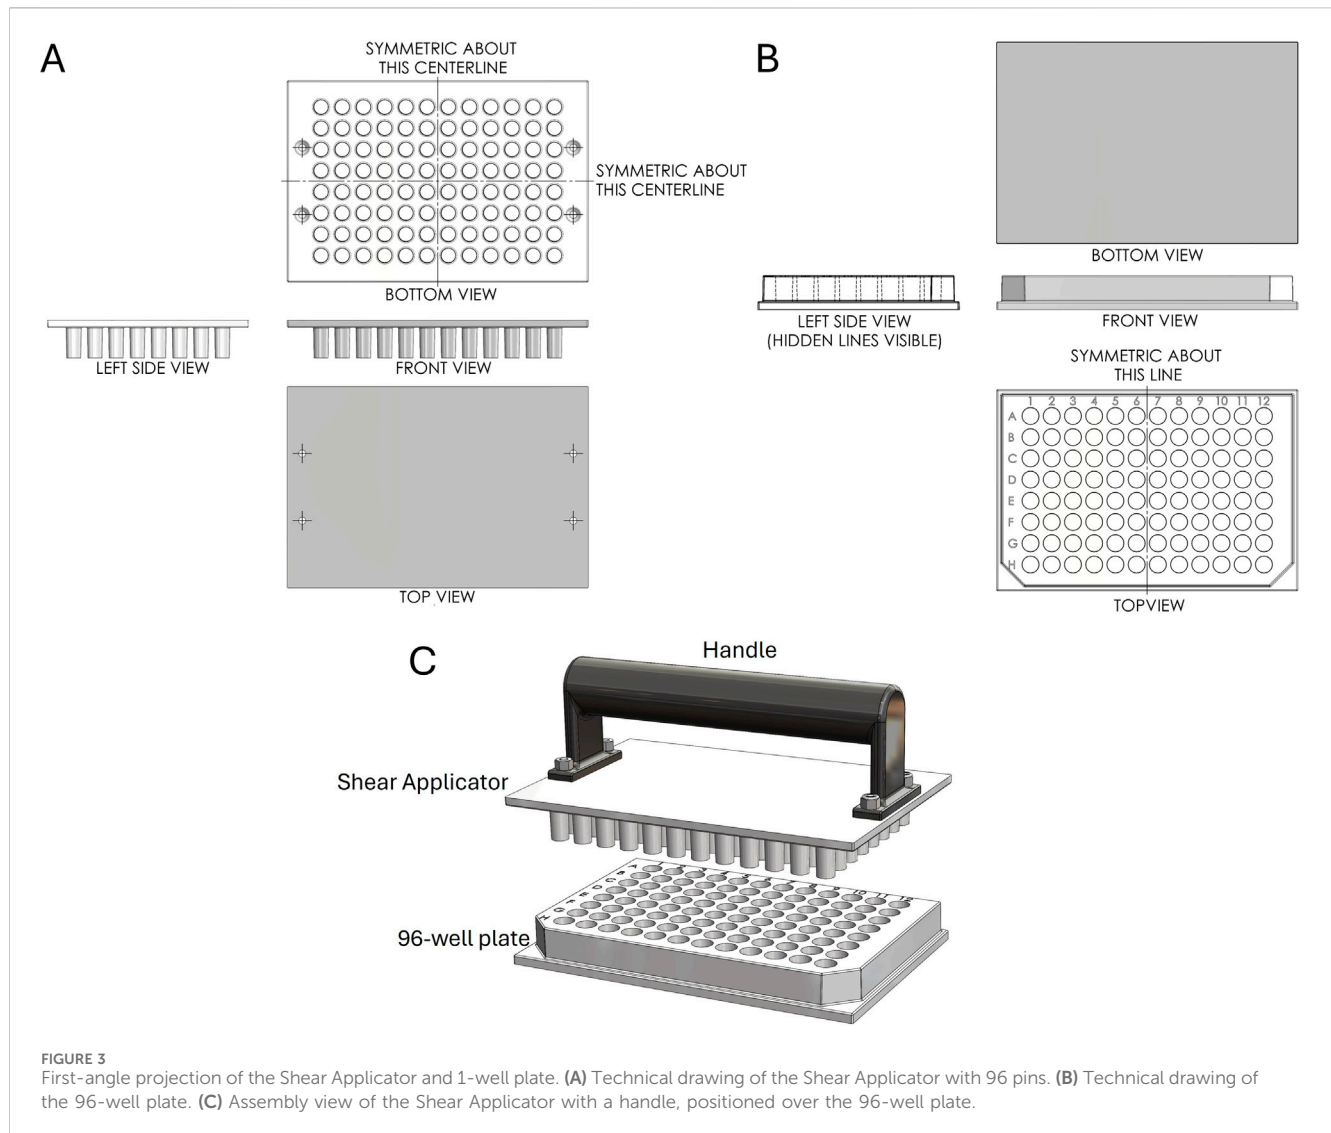 A
SYMMETRIC ABOUT
THIS CENTERLINE
SYMMETRIC ABOUT
THIS CENTERLINE
BOTTOM VIEW
LEFT SIDE VIEW
FRONT VIEW
TOP VIEW
B
BOTTOM VIEW
LEFT SIDE VIEW
(HIDDEN LINES VISIBLE)
FRONT VIEW
SYMMETRIC ABOUT
THIS LINE
1 2 3 4 5 6 7 8 9 10 11 12
A
B
C
D
E
F
G
H
TOPVIEW
C
Handle
Shear Applicator
96-well plate
A
B
C
D
E
F
G
H
9 10 11 12
FIGURE 3
First-angle projection of the Shear Applicator and 1-well plate. (A) Technical drawing of the Shear Applicator with 96 pins. (B) Technical drawing of
the 96-well plate. (C) Assembly view of the Shear Applicator with a handle, positioned over the 96-well plate.